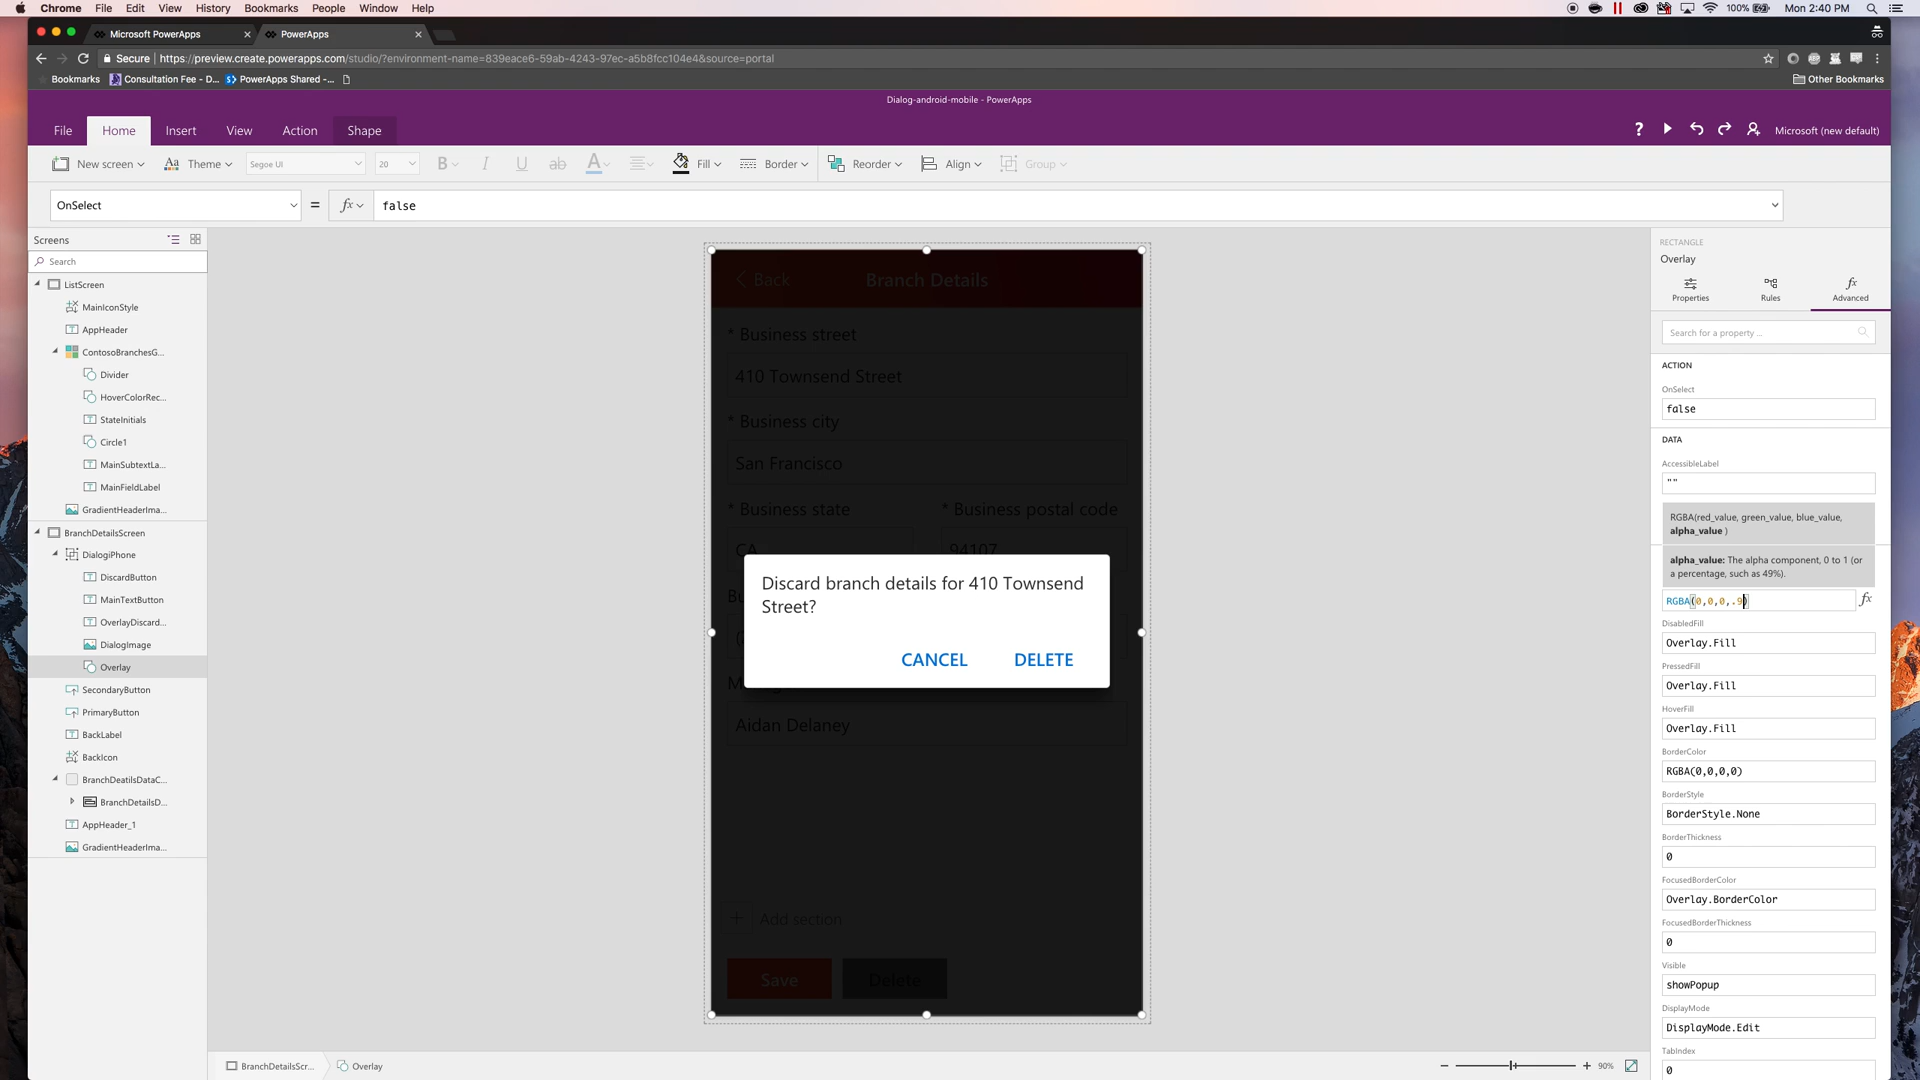 Chrome File Edit View History Bookmarks People Window Help 100% Mon 2:40 PM
Microsoft PowerApps × PowerApps ×
Secure https://preview.create.powerapps.com/studio/?environment-name=839eace6-59ab-4243-97ec-a5b8fcc104e4&source=portal
Bookmarks Consultation Fee - D... PowerApps Shared -... Other Bookmarks
Dialog-android-mobile - PowerApps
File Home Insert View Action Shape ? Microsoft (new default)
New screen Aa Theme Segoe UI 20 B I U ab A Fill Border Reorder Align Group
OnSelect = fx false
Screens
Search
ListScreen
MainIconStyle
AppHeader
ContosoBranchesG...
Divider
HoverColorRec...
StateInitials
Circle1
MainSubtextLa...
MainFieldLabel
GradientHeaderIma...
BranchDetailsScreen
DialogiPhone
DiscardButton
MainTextButton
OverlayDiscard...
DialogImage
Overlay
SecondaryButton
PrimaryButton
BackLabel
BackIcon
BranchDeatilsDataC...
BranchDetailsD...
AppHeader_1
GradientHeaderIma...
Back Branch Details
* Business street
410 Townsend Street
* Business city
San Francisco
* Business state * Business postal code
CA 94107
Discard branch details for 410 Townsend
Street?
CANCEL DELETE
Aidan Delaney
+ Add section
Save Delete
BranchDetailsScr... Overlay − + 90%
RECTANGLE
Overlay
Properties Rules fx Advanced
Search for a property ...
ACTION
OnSelect
false
DATA
AccessibleLabel
""
RGBA(red_value, green_value, blue_value,
alpha_value )
alpha_value: The alpha component, 0 to 1 (or
a percentage, such as 49%).
RGBA(0,0,0,.9) fx
DisabledFill
Overlay.Fill
PressedFill
Overlay.Fill
HoverFill
Overlay.Fill
BorderColor
RGBA(0,0,0,0)
BorderStyle
BorderStyle.None
BorderThickness
0
FocusedBorderColor
Overlay.BorderColor
FocusedBorderThickness
0
Visible
showPopup
DisplayMode
DisplayMode.Edit
TabIndex
0